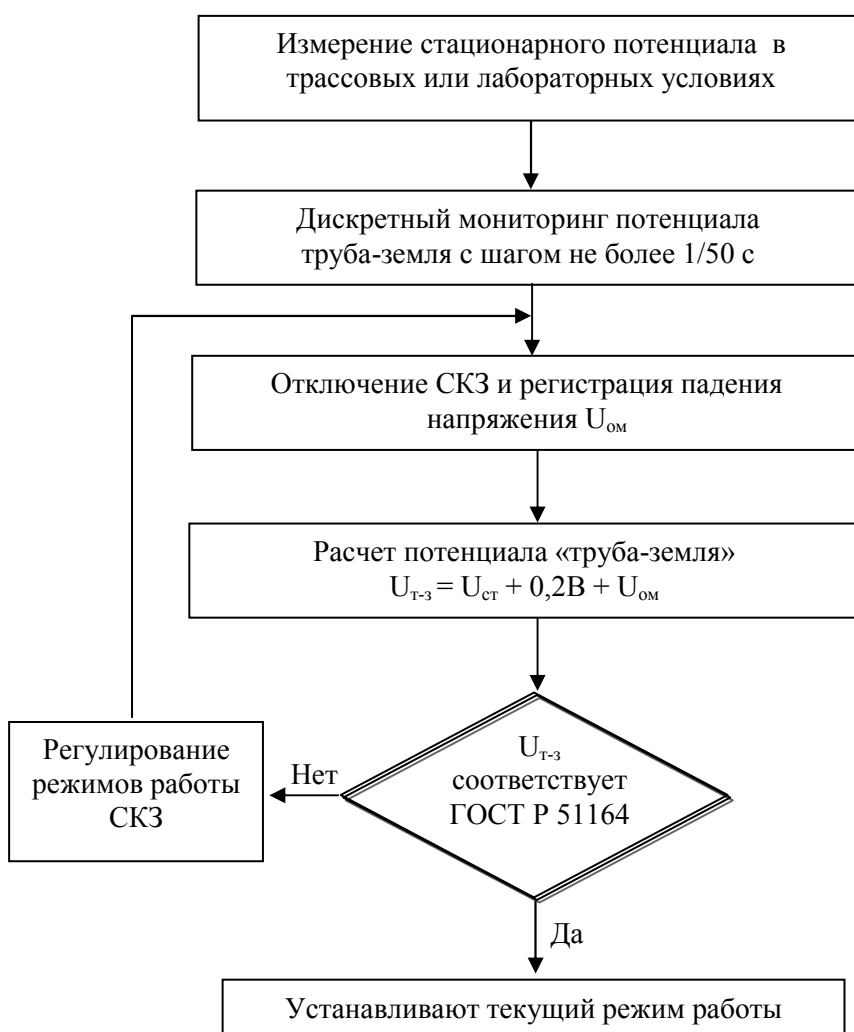 Измерение стационарного потенциала в
трассовых или лабораторных условиях
Дискретный мониторинг потенциала
труба-земля с шагом не более 1/50 с
Отключение СКЗ и регистрация падения
напряжения Uом
Расчет потенциала «труба-земля»
Uт-з = Uст + 0,2В + Uом
Uт-з
соответствует
ГОСТ Р 51164
Нет
Регулирование
режимов работы
СКЗ
Да
Устанавливают текущий режим работы